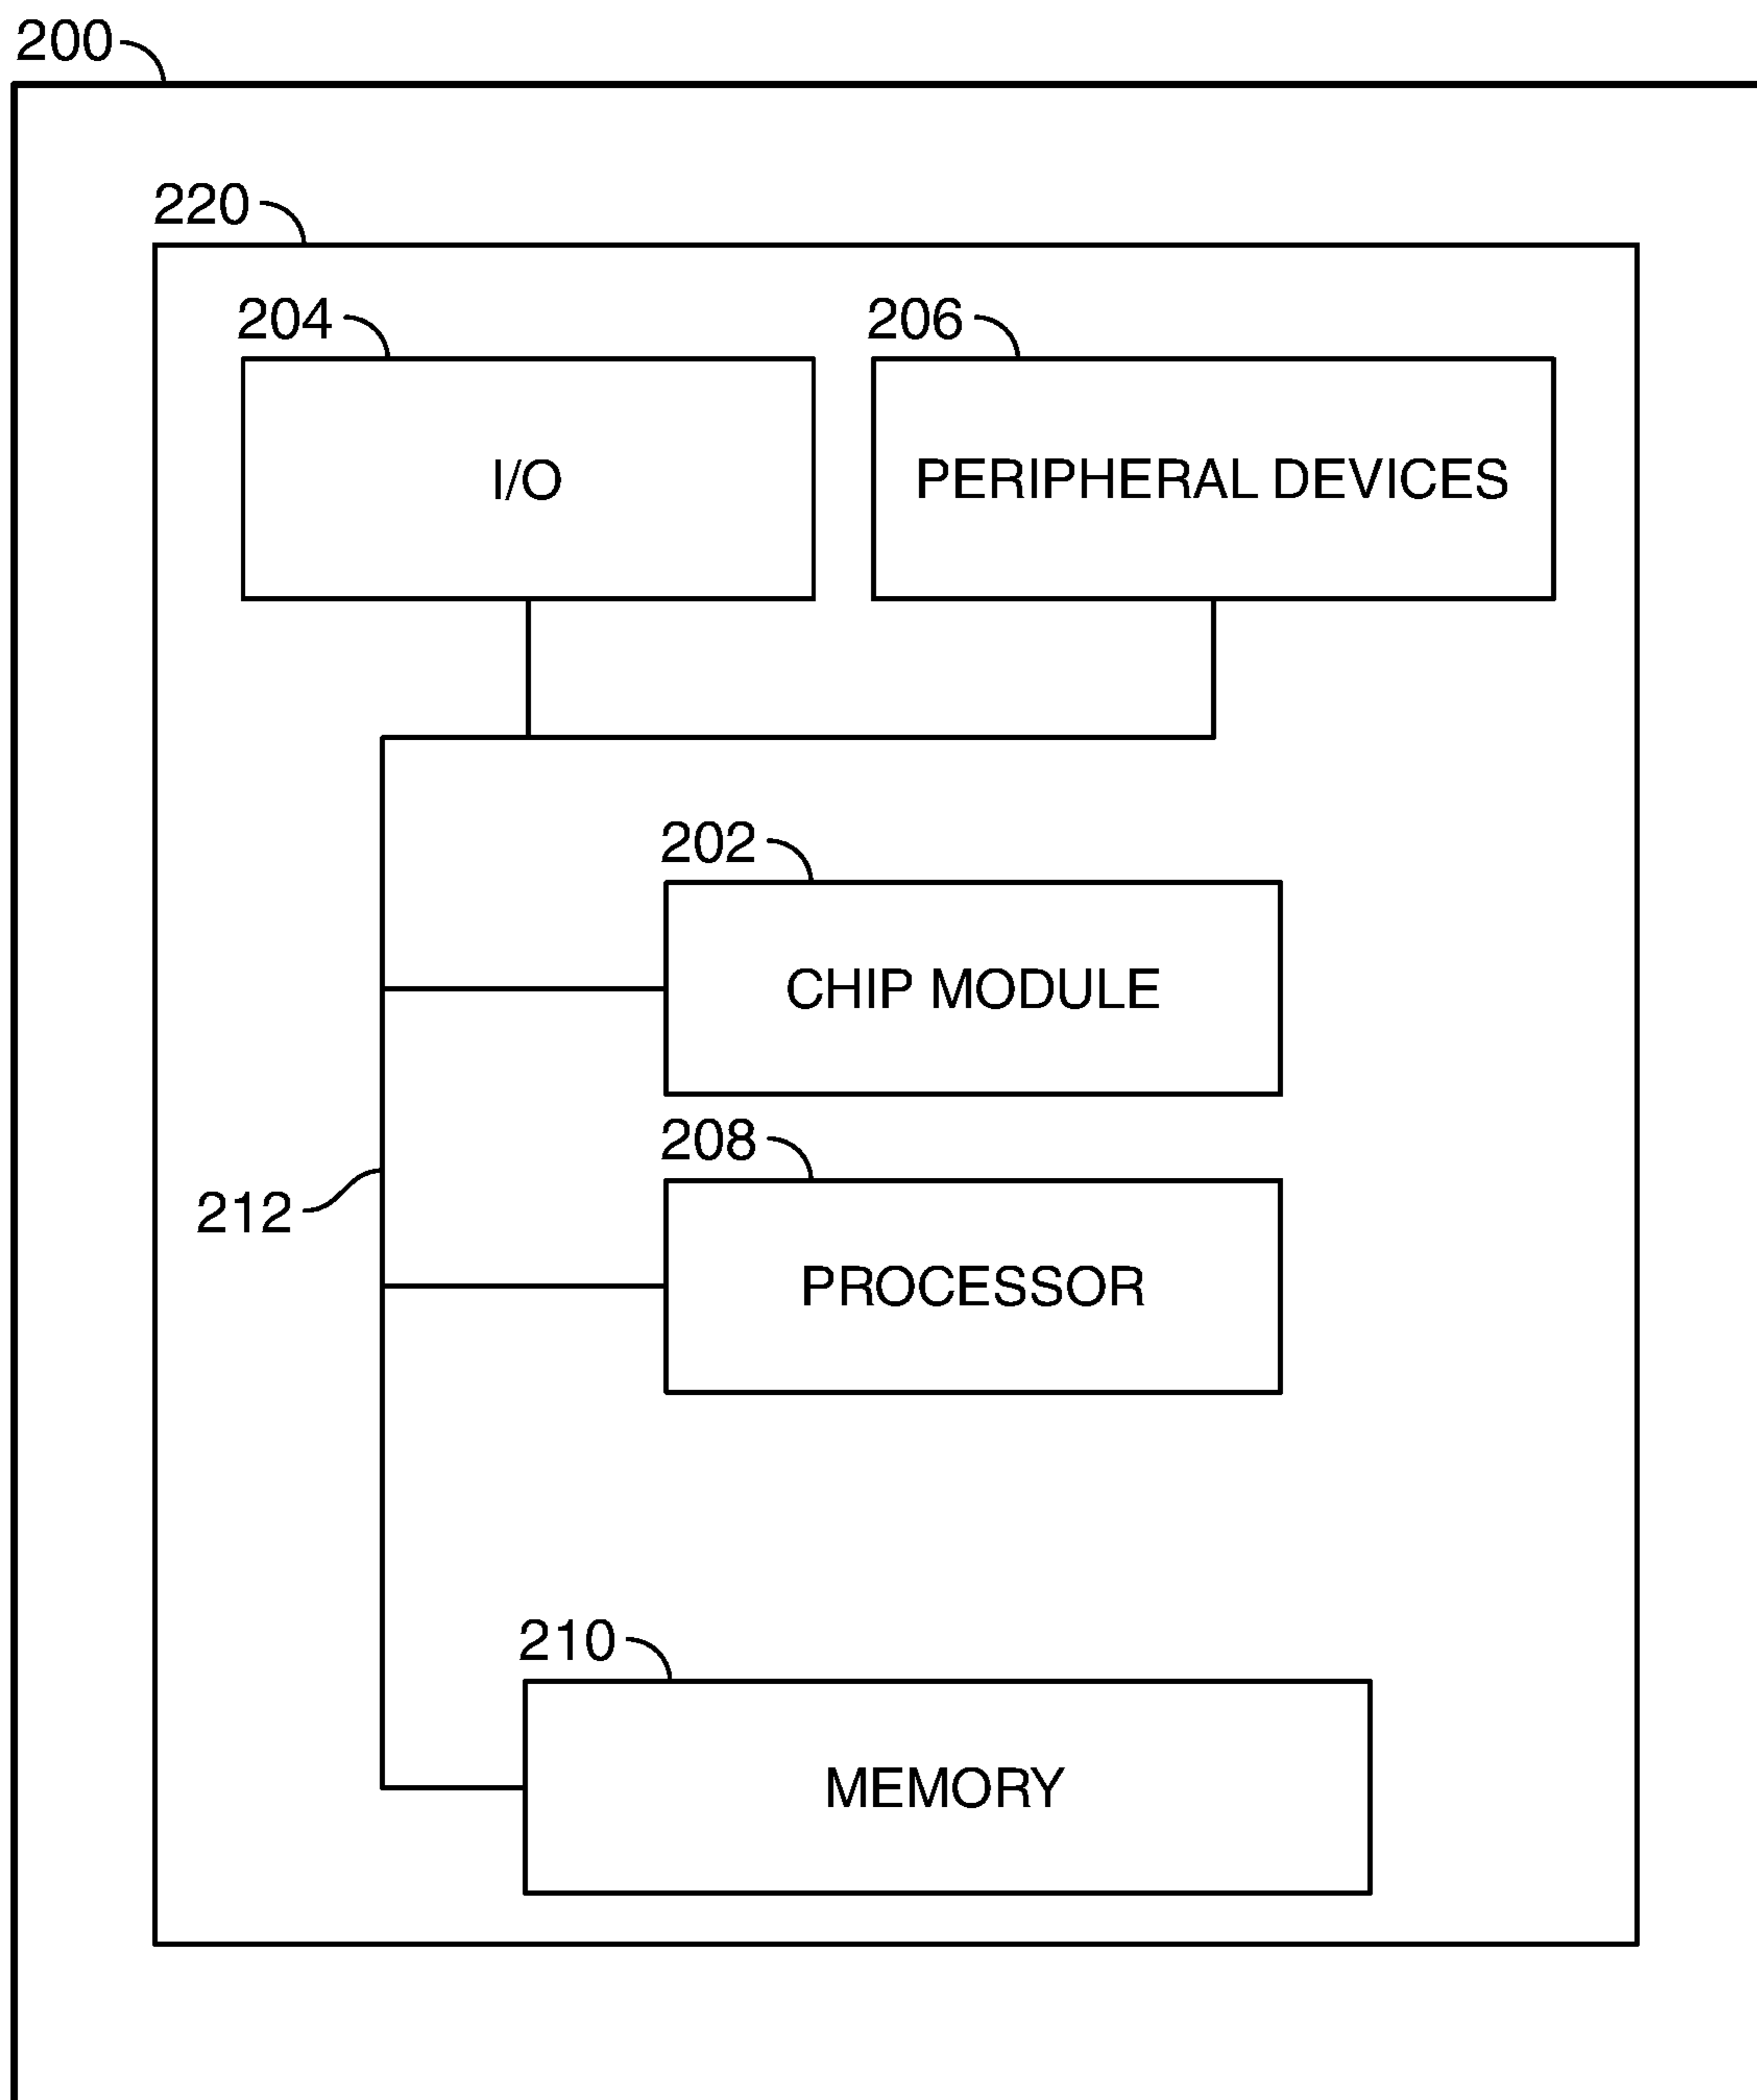 200
220
204
206
I/O
PERIPHERAL DEVICES
202
CHIP MODULE
208
212
PROCESSOR
210
MEMORY